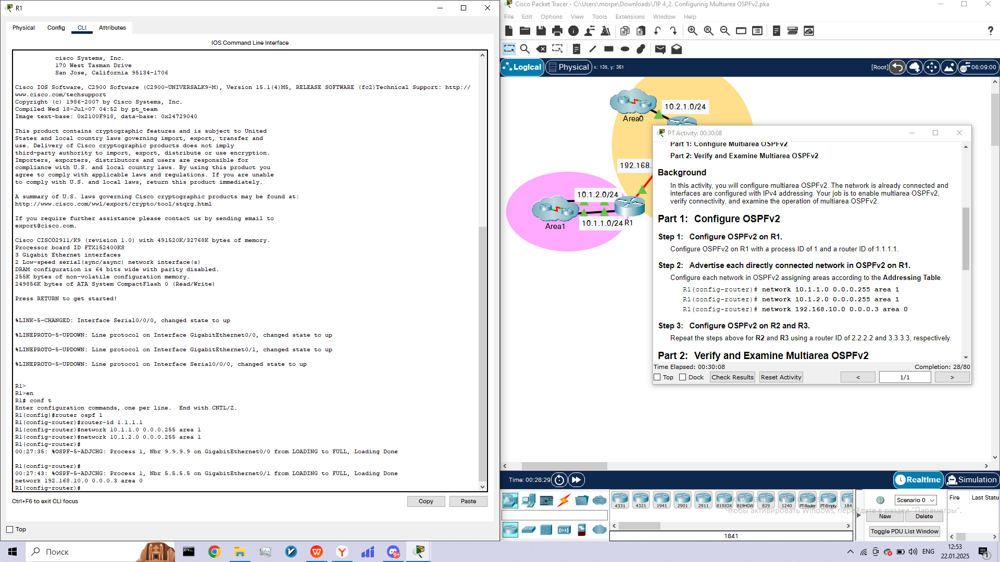 R1
Physical
Config
CLI
Attributes
IOS Command Line Interface
cisco Systems, Inc.
170 West Tasman Drive
San Jose, California 95134-1706
Cisco IOS Software, C2900 Software (C2900-UNIVERSALK9-M), Version 15.1(4)M5, RELEASE SOFTWARE (fc2)Technical Support: http://
www.cisco.com/techsupport
Copyright (c) 1986-2007 by Cisco Systems, Inc.
Compiled Wed 18-Jul-07 04:52 by pt_team
Image text-base: 0x2100F918, data-base: 0x24729040
This product contains cryptographic features and is subject to United
States and local country laws governing import, export, transfer and
use. Delivery of Cisco cryptographic products does not imply
third-party authority to import, export, distribute or use encryption.
Importers, exporters, distributors and users are responsible for
compliance with U.S. and local country laws. By using this product you
agree to comply with applicable laws and regulations. If you are unable
to comply with U.S. and local laws, return this product immediately.
A summary of U.S. laws governing Cisco cryptographic products may be found at:
http://www.cisco.com/wwl/export/crypto/tool/stqrg.html
If you require further assistance please contact us by sending email to
export@cisco.com.
Cisco CISCO2911/K9 (revision 1.0) with 491520K/32768K bytes of memory.
Processor board ID FTX152400KS
3 Gigabit Ethernet interfaces
2 Low-speed serial(sync/async) network interface(s)
DRAM configuration is 64 bits wide with parity disabled.
255K bytes of non-volatile configuration memory.
249856K bytes of ATA System CompactFlash 0 (Read/Write)
Press RETURN to get started!
%LINK-5-CHANGED: Interface Serial0/0/0, changed state to up
%LINEPROTO-5-UPDOWN: Line protocol on Interface GigabitEthernet0/0, changed state to up
%LINEPROTO-5-UPDOWN: Line protocol on Interface GigabitEthernet0/1, changed state to up
%LINEPROTO-5-UPDOWN: Line protocol on Interface Serial0/0/0, changed state to up
R1>
R1>en
R1# conf t
Enter configuration commands, one per line.  End with CNTL/Z.
R1(config)#router ospf 1
R1(config-router)#router-id 1.1.1.1
R1(config-router)#network 10.1.1.0 0.0.0.255 area 1
R1(config-router)#network 10.1.2.0 0.0.0.255 area 1
R1(config-router)#
00:27:35: %OSPF-5-ADJCHG: Process 1, Nbr 9.9.9.9 on GigabitEthernet0/0 from LOADING to FULL, Loading Done
R1(config-router)#
00:27:43: %OSPF-5-ADJCHG: Process 1, Nbr 5.5.5.5 on GigabitEthernet0/1 from LOADING to FULL, Loading Done
network 192.168.10.0 0.0.0.3 area 0
R1(config-router)#
Ctrl+F6 to exit CLI focus
Copy
Paste
Top
Cisco Packet Tracer - C:\Users\morpe\Downloads\ЛР 4_2. Configuring Multiarea OSPFv2.pka
File Edit Options View Tools Extensions Window Help
Logical
Physical
x: 135, y: 361
[Root]
06:09:00
10.2.1.0/24
Area0
192.168.
10.1.2.0/24
10.1.1.0/24
R1
Area1
PT Activity: 00:30:08
Part 1: Configure Multiarea OSPFv2
Part 2: Verify and Examine Multiarea OSPFv2
Background
In this activity, you will configure multiarea OSPFv2. The network is already connected and
interfaces are configured with IPv4 addressing. Your job is to enable multiarea OSPFv2,
verify connectivity, and examine the operation of multiarea OSPFv2.
Part 1: Configure OSPFv2
Step 1: Configure OSPFv2 on R1.
Configure OSPFv2 on R1 with a process ID of 1 and a router ID of 1.1.1.1.
Step 2: Advertise each directly connected network in OSPFv2 on R1.
Configure each network in OSPFv2 assigning areas according to the Addressing Table.
R1(config-router)# network 10.1.1.0 0.0.0.255 area 1
R1(config-router)# network 10.1.2.0 0.0.0.255 area 1
R1(config-router)# network 192.168.10.0 0.0.0.3 area 0
Step 3: Configure OSPFv2 on R2 and R3.
Repeat the steps above for R2 and R3 using a router ID of 2.2.2.2 and 3.3.3.3, respectively.
Part 2: Verify and Examine Multiarea OSPFv2
Time Elapsed: 00:30:08
Completion: 28/80
Top
Dock
Check Results
Reset Activity
<
1/1
>
Time: 00:28:29
Realtime
Simulation
4331 4321 1941 2901 2911 819IOX 819HGW 829 1240 PT-Router PT-Empty 184
1841
Scenario 0
New
Delete
Toggle PDU List Window
Fire
Last Statu
Чтобы активировать Windows, перейдите в раздел "Параметры".
Поиск
9+
ENG
12:53
22.01.2025
1